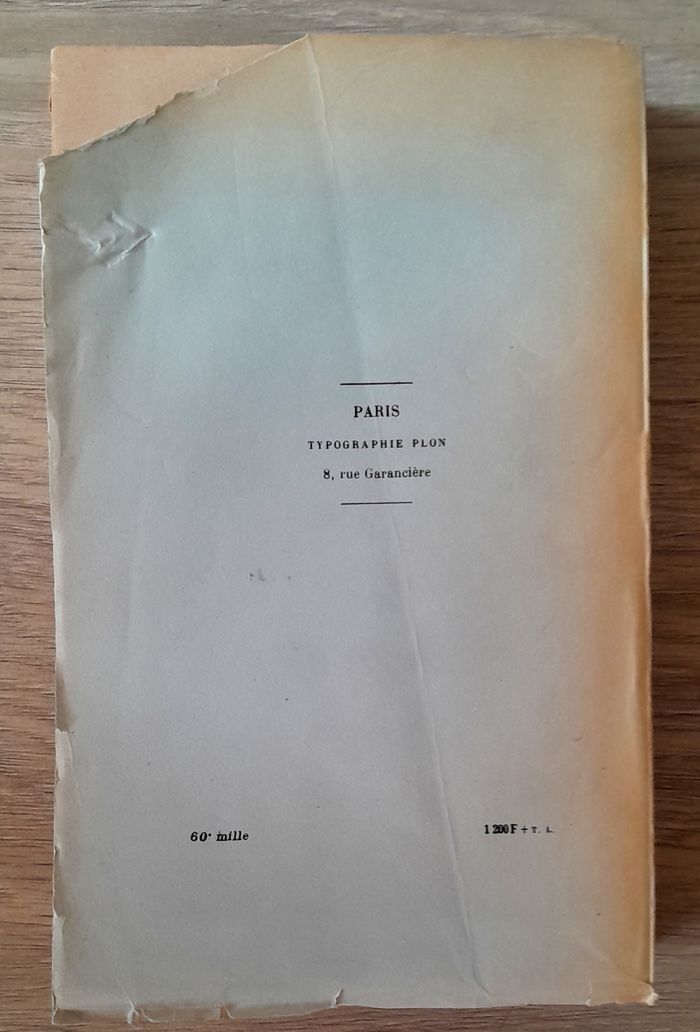 PARIS
TYPOGRAPHIE PLON
8, rue Garancière
60ᵉ mille
1 200 F + T. L.